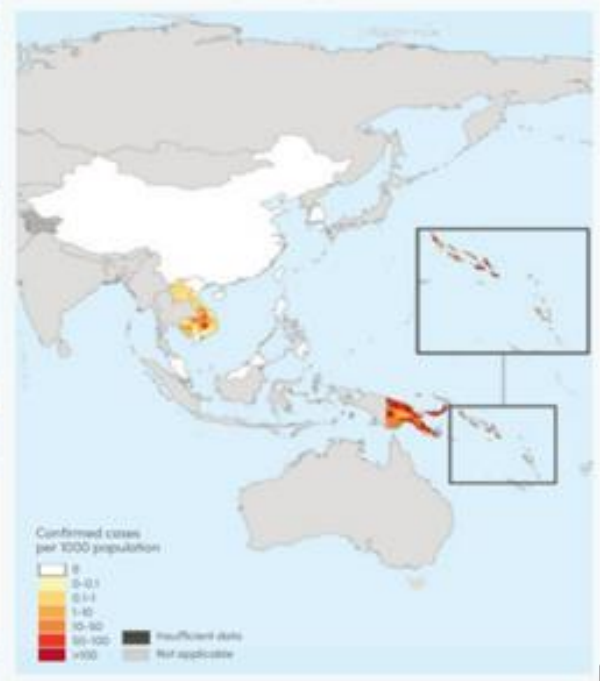 Confirmed cases
per 1000 population
0
0–0.1
0.1–1
1–10
10–50
50–100
>100
Insufficient data
Not applicable